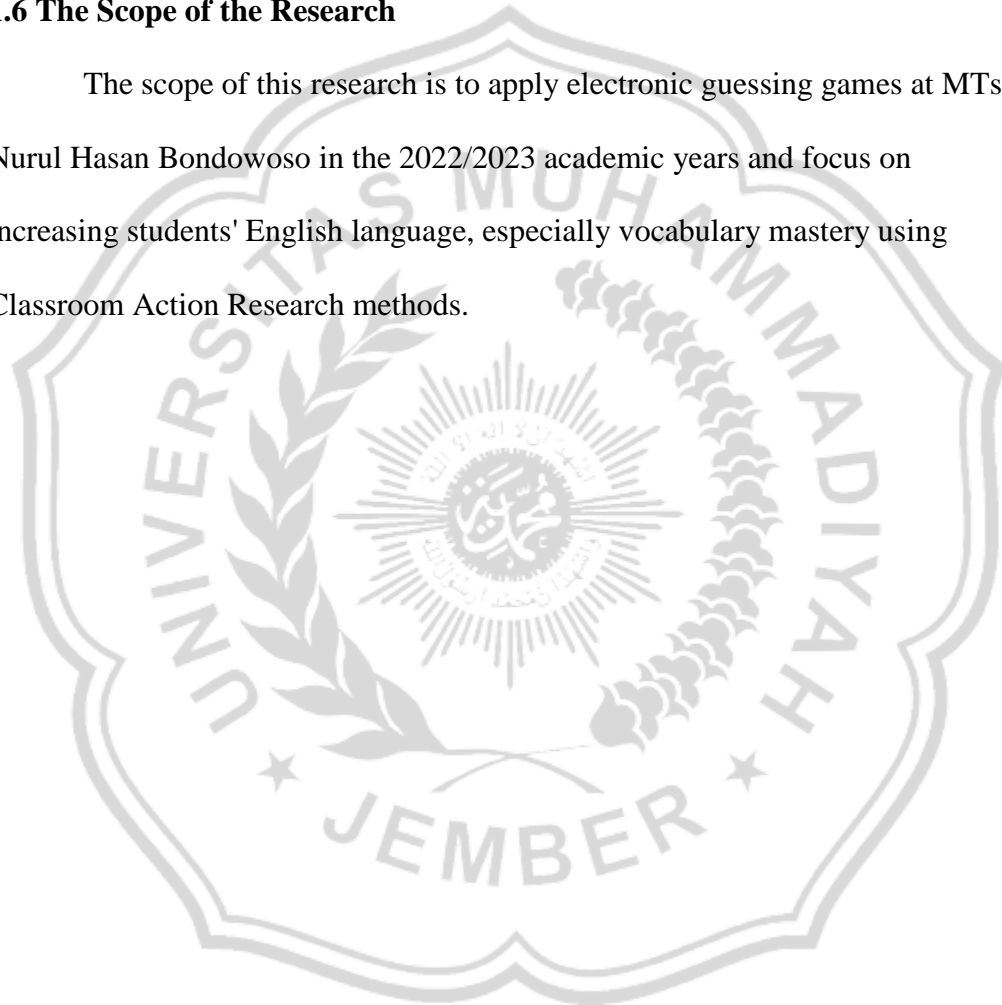 .6 The Scope of the Research
The scope of this research is to apply electronic guessing games at MTs
Nurul Hasan Bondowoso in the 2022/2023 academic years and focus on
increasing students' English language, especially vocabulary mastery using
Classroom Action Research methods.
UNIVERSITAS MUHAMMADIYAH
JEMBER